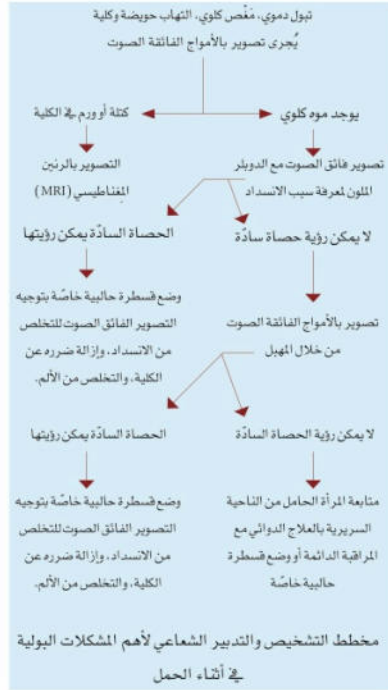 تبول دموي، مَغْص كلوي، التهاب حويضة وكلية
يُجرى تصوير بالأمواج الفائقة الصوت
يوجد موه كلوي
كتلة أو ورم في الكلية
تصوير فائق الصوت مع الدوبلر
الملون لمعرفة سبب الانسداد
التصوير بالرنين
المغناطيسي (MRI)
لا يمكن رؤية حصاة سادّة
الحصاة السادّة يمكن رؤيتها
تصوير بالأمواج الفائقة الصوت
من خلال المهبل
وضع قسطرة حالبية خاصّة بتوجيه
التصوير الفائق الصوت للتخلص
من الانسداد، وإزالة ضرره عن
الكلية، والتخلص من الألم.
لا يمكن رؤية الحصاة السادّة
الحصاة السادّة يمكن رؤيتها
متابعة المرأة الحامل من الناحية
السريرية بالعلاج الدوائي مع
المراقبة الدائمة أو وضع قسطرة
حالبية خاصّة
وضع قسطرة حالبية خاصّة بتوجيه
التصوير الفائق الصوت للتخلص
من الانسداد، وإزالة ضرره عن
الكلية، والتخلص من الألم.
مخطط التشخيص والتدبير الشعاعي لأهم المشكلات البولية
في أثناء الحمل